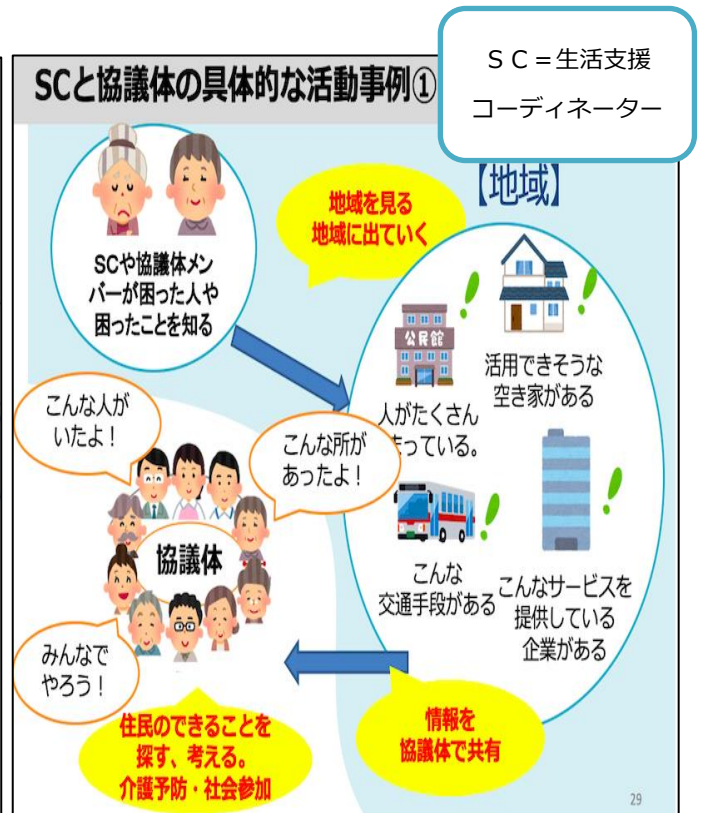 SC=生活支援
コーディネーター
SCと協議体の具体的な活動事例①
【地域】
地域を見る
地域に出ていく
SCや協議体メン
バーが困った人や
困ったことを知る
公民館
活用できそうな
空き家がある
人がたくさん
まっている。
こんな人が
いたよ！
こんな所が
あったよ！
協議体
こんな
交通手段がある
こんなサービスを
提供している
企業がある
みんなで
やろう！
住民のできることを
探す、考える。
介護予防・社会参加
情報を
協議体で共有
29